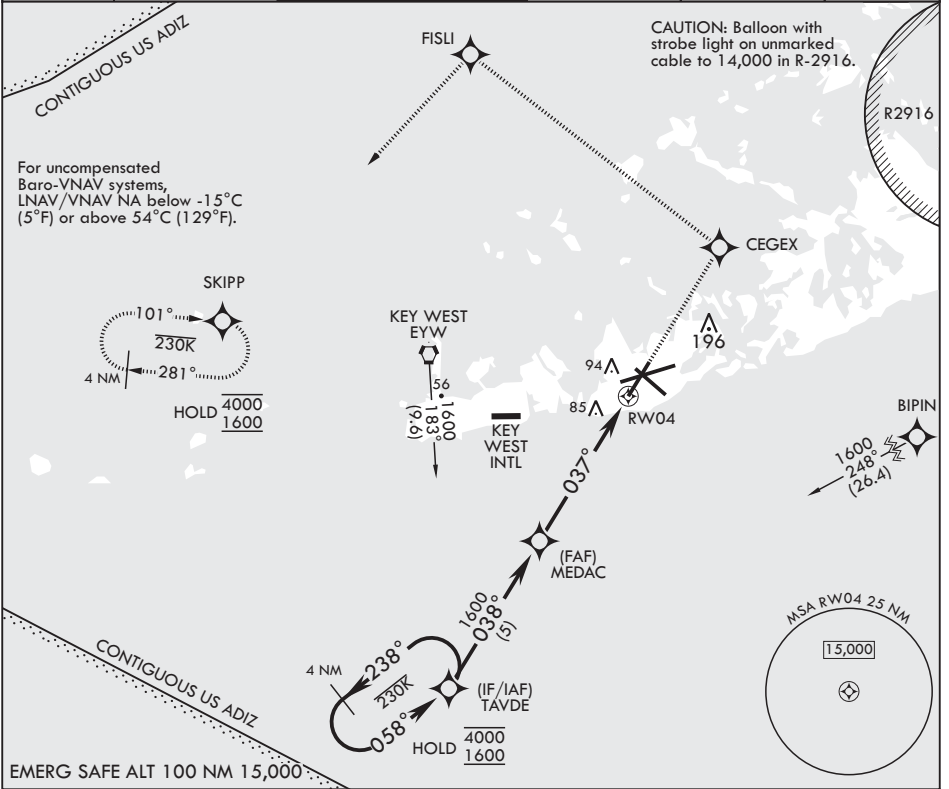 CONTIGUOUS US ADIZ
FISLI
CAUTION: Balloon with
strobe light on unmarked
cable to 14,000 in R-2916.
R2916
For uncompensated
Baro-VNAV systems,
LNAV/VNAV NA below -15°C
(5°F) or above 54°C (129°F).
CEGEX
SKIPP
101°
230K
4 NM
281°
HOLD 4000
1600
KEY WEST
EYW
56
1600
183°
(9.6)
196
94
85
RW04
KEY
WEST
INTL
BIPIN
1600
248°
(26.4)
037°
(FAF)
MEDAC
1600
038°
(5)
MSA RW04 25 NM
15,000
CONTIGUOUS US ADIZ
4 NM
238°
230K
058°
(IF/IAF)
TAVDE
HOLD 4000
1600
EMERG SAFE ALT 100 NM 15,000